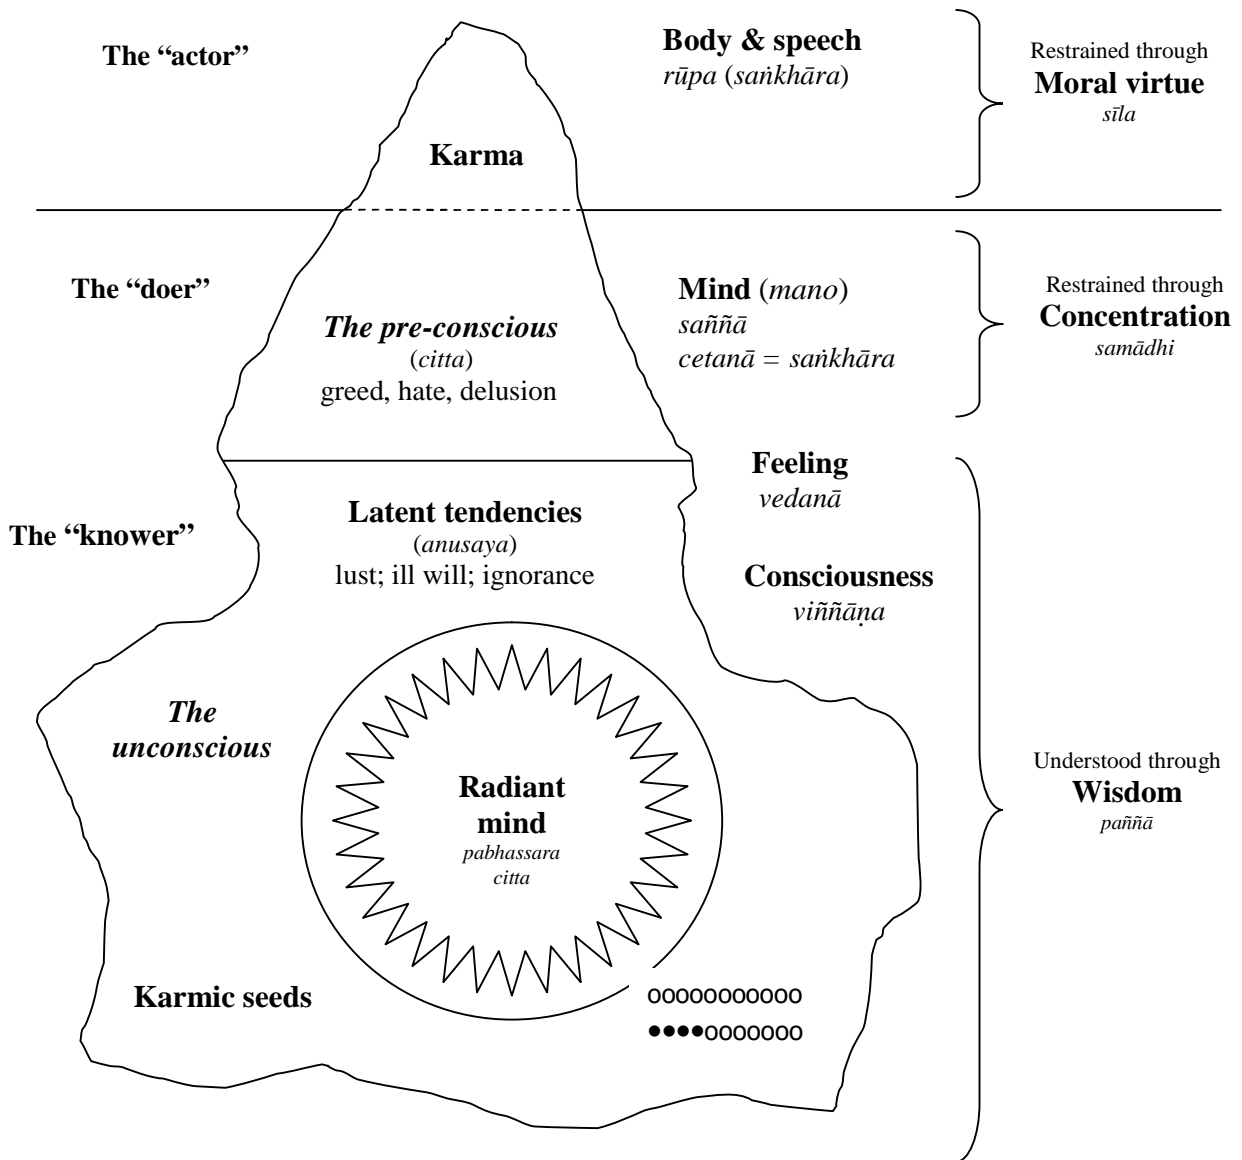 The “actor”
Body & speech
rūpa (saṅkhāra)
Restrained through
Moral virtue
sīla
Karma
The “doer”
The pre-conscious
(citta)
greed, hate, delusion
Mind (mano)
saññā
cetanā = saṅkhāra
Restrained through
Concentration
samādhi
The “knower”
Latent tendencies
(anusaya)
lust; ill will; ignorance
Feeling
vedanā
Consciousness
viññāṇa
The
unconscious
Radiant
mind
pabhassara
citta
Understood through
Wisdom
paññā
Karmic seeds
ooooooooooo
●●●●ooooooo